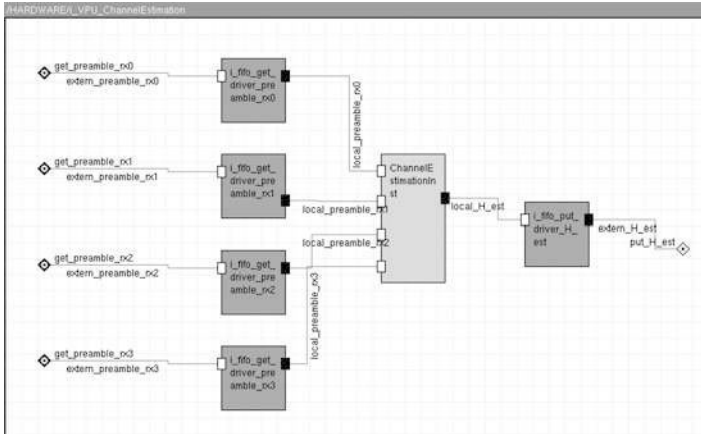 /HARDWARE/i_VPU_ChannelEstimation
get_preamble_rx0
extern_preamble_rx0
i_fifo_get_
driver_pre
amble_rx0
local_preamble_rx0
get_preamble_rx1
extern_preamble_rx1
i_fifo_get_
driver_pre
amble_rx1
local_preamble_rx1
ChannelE
stimationIn
st
local_H_est
i_fifo_put_
driver_H_
est
extern_H_est
put_H_est
get_preamble_rx2
extern_preamble_rx2
i_fifo_get_
driver_pre
amble_rx2
local_preamble_rx2
get_preamble_rx3
extern_preamble_rx3
i_fifo_get_
driver_pre
amble_rx3
local_preamble_rx3